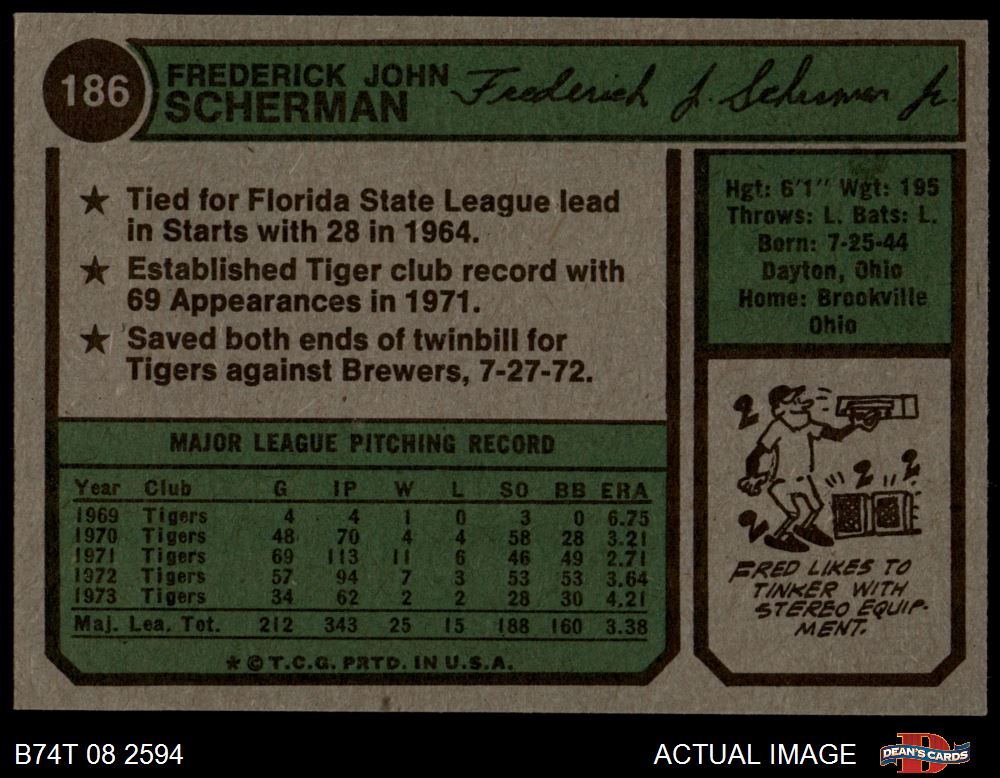 186
FREDERICK JOHN
SCHERMAN
Frederick J. Scherman Jr.
★ Tied for Florida State League lead
in Starts with 28 in 1964.
★ Established Tiger club record with
69 Appearances in 1971.
★ Saved both ends of twinbill for
Tigers against Brewers, 7-27-72.
Hgt: 6'1" Wgt: 195
Throws: L. Bats: L.
Born: 7-25-44
Dayton, Ohio
Home: Brookville
Ohio
MAJOR LEAGUE PITCHING RECORD
Year Club G IP W L SO BB ERA
1969 Tigers 4 4 1 0 3 0 6.75
1970 Tigers 48 70 4 4 58 28 3.21
1971 Tigers 69 113 11 6 46 49 2.71
1972 Tigers 57 94 7 3 53 53 3.64
1973 Tigers 34 62 2 2 28 30 4.21
Maj. Lea. Tot. 212 343 25 15 188 160 3.38
★ © T.C.G. PRTD. IN U.S.A.
? ?
? ?
?
FRED LIKES TO
TINKER WITH
STEREO EQUIP-
MENT.
B74T 08 2594
ACTUAL IMAGE
D
DEAN'S CARDS